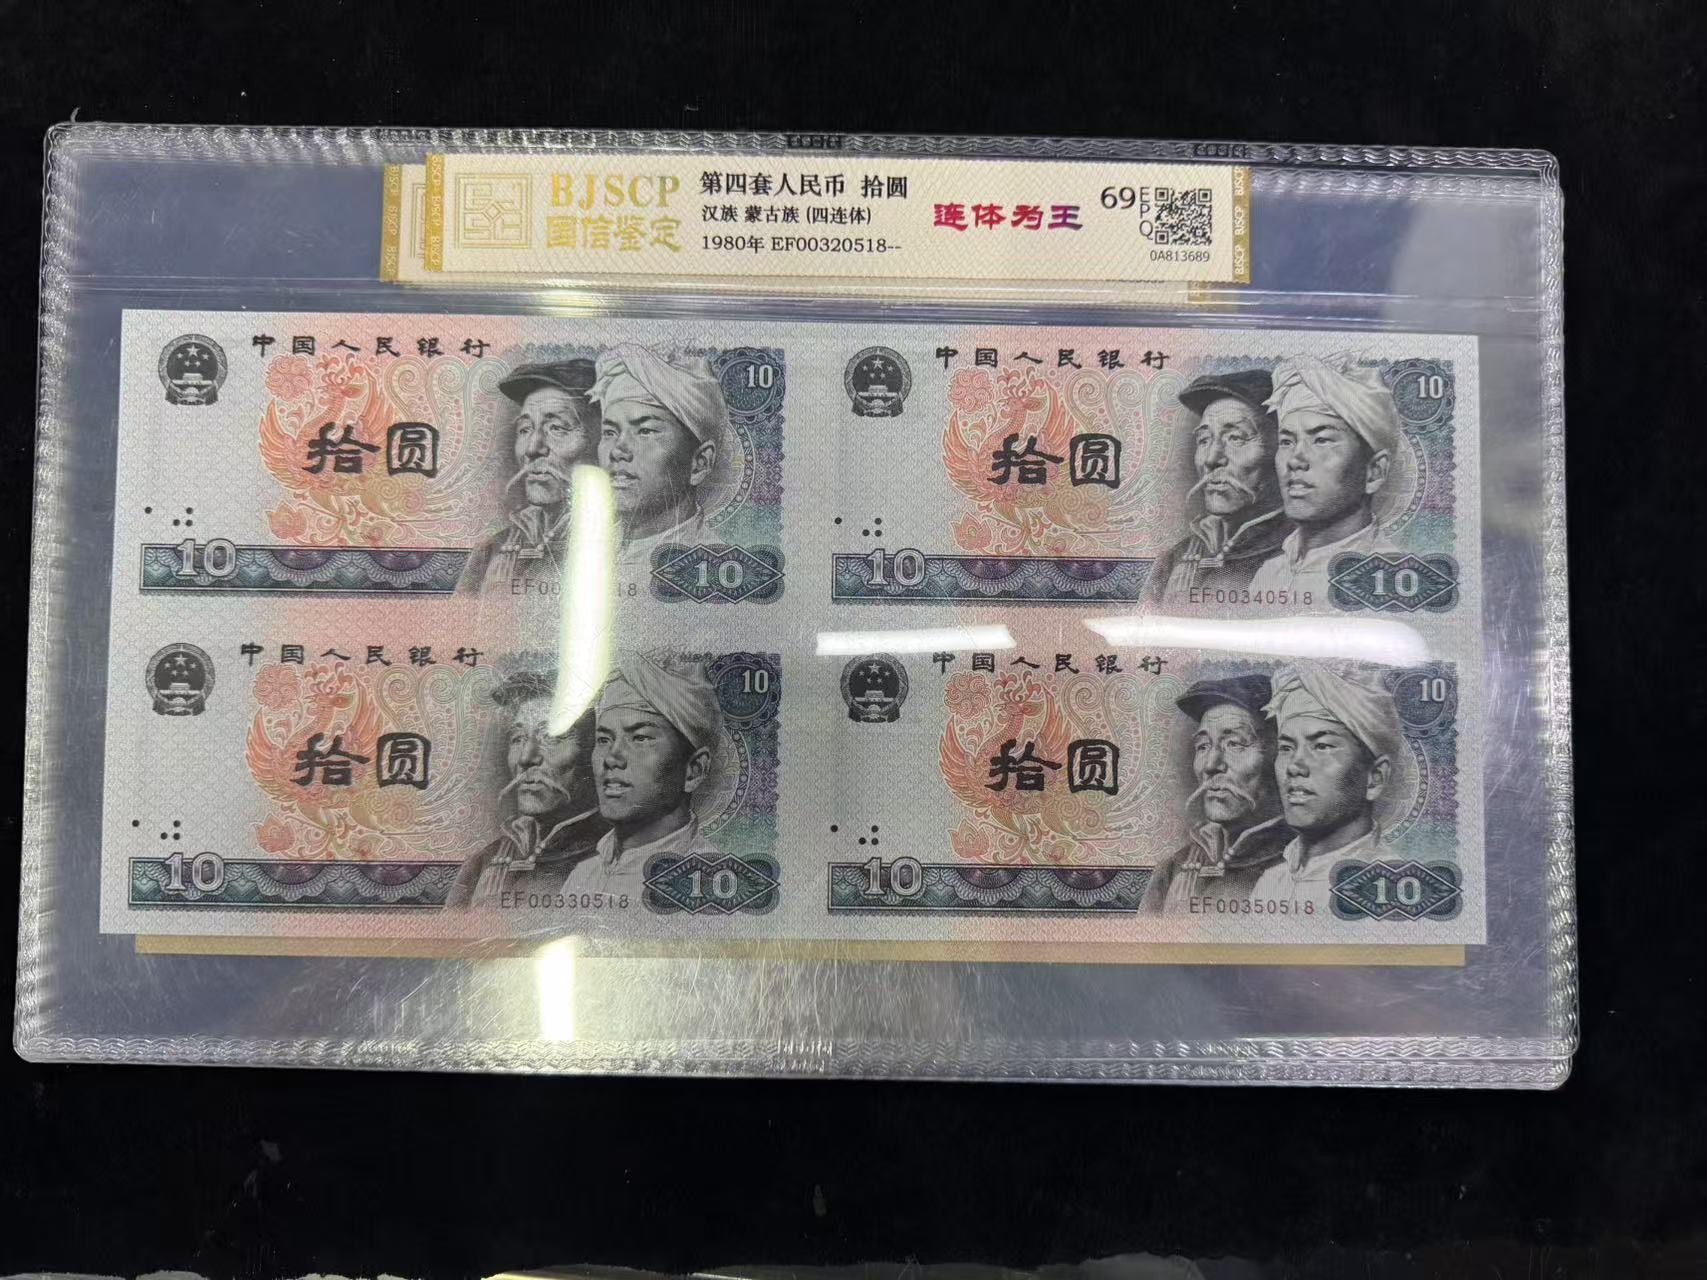 BJSCP
国信鉴定
第四套人民币 拾圆
汉族 蒙古族 (四连体)
1980年 EF00320518--
连体为王
69 EPQ
0A813689
中国人民银行
10
拾圆
10
10
中国人民银行
10
拾圆
10
EF00340518
10
中国人民银行
10
拾圆
10
EF00330518
10
中国人民银行
10
拾圆
10
EF00350518
10